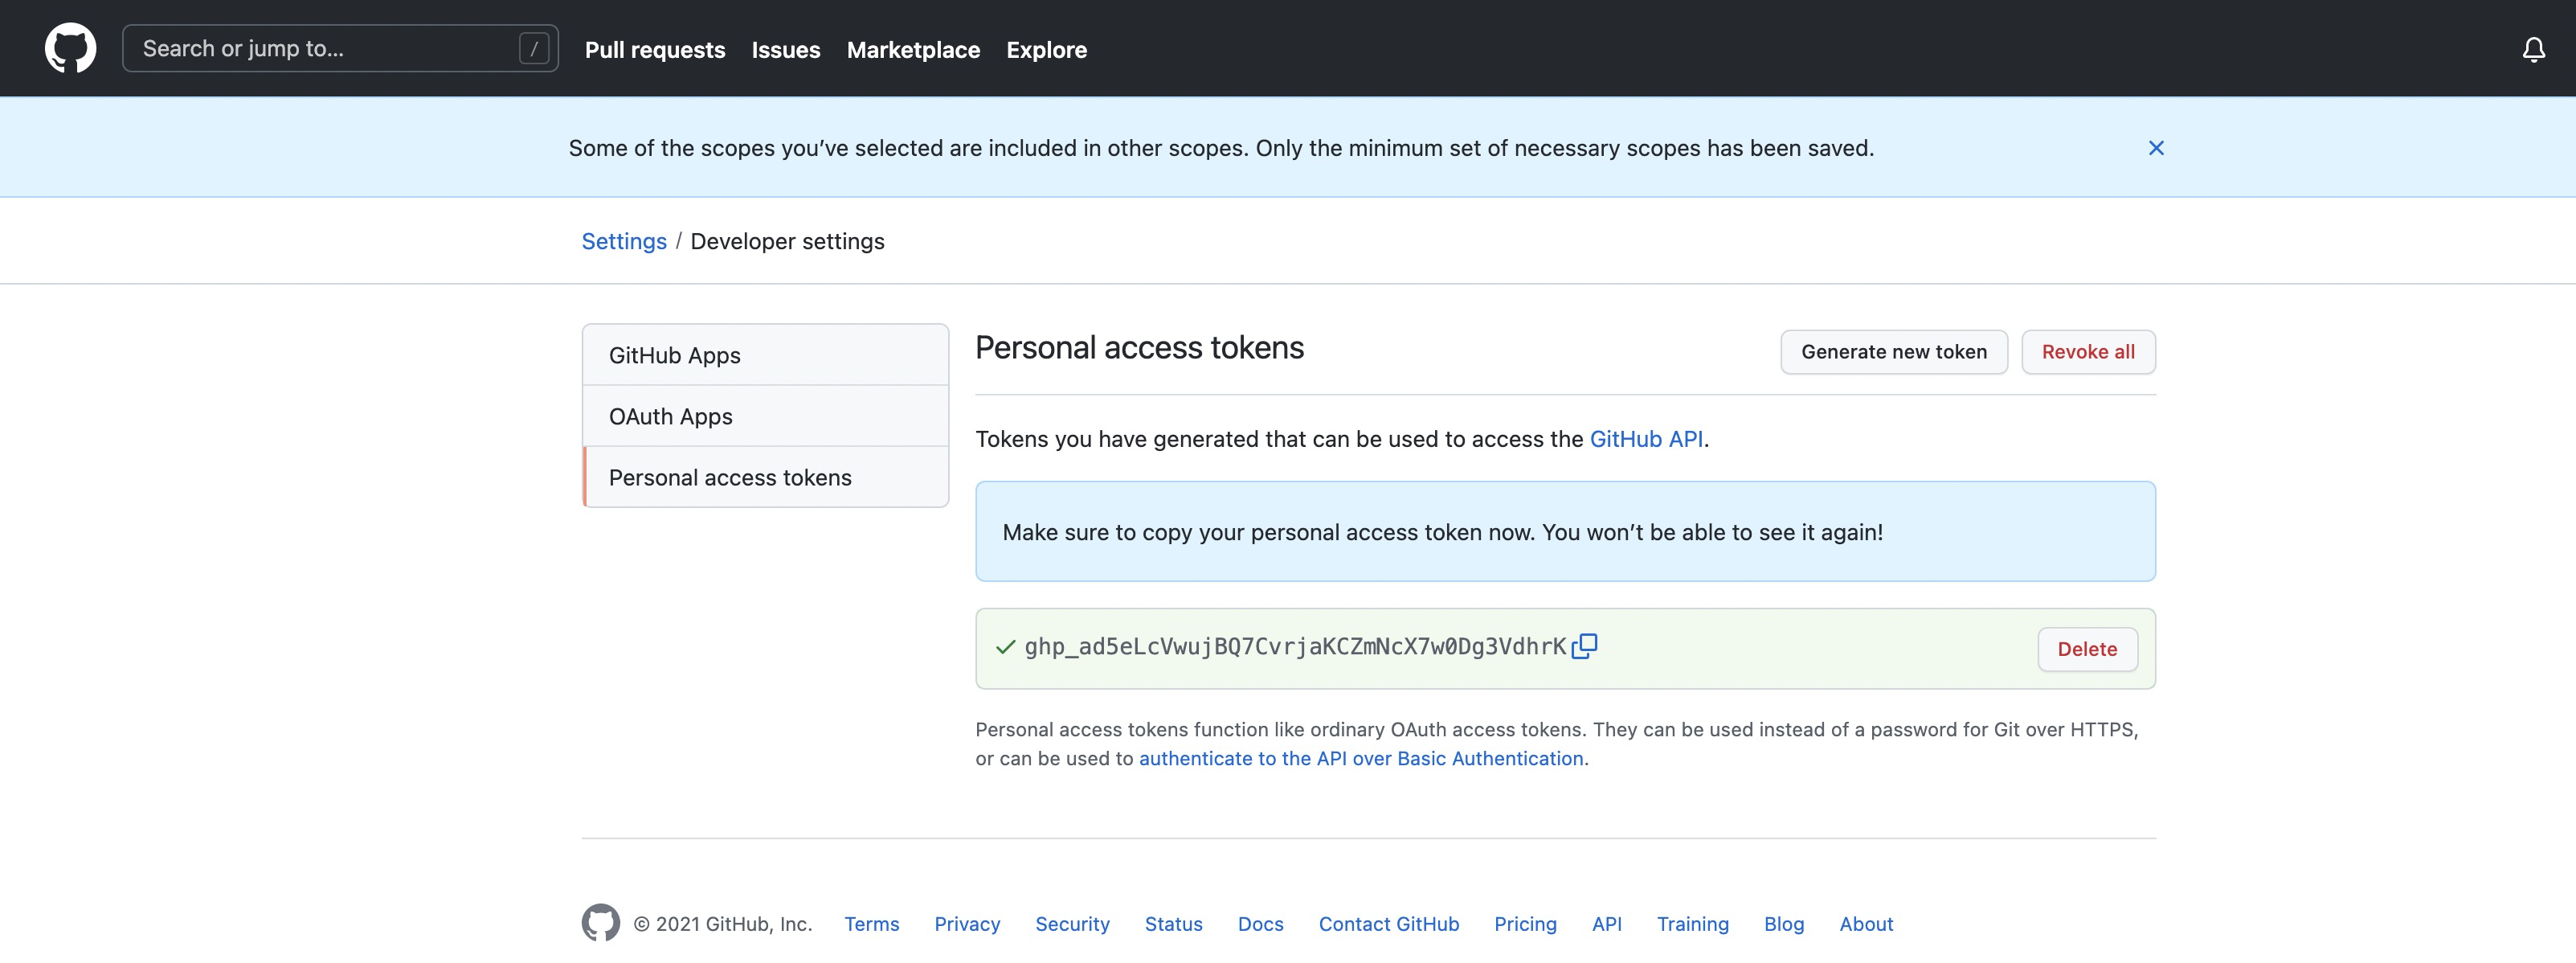 Search or jump to... /
Pull requests Issues Marketplace Explore
Some of the scopes you’ve selected are included in other scopes. Only the minimum set of necessary scopes has been saved.
Settings / Developer settings
GitHub Apps
OAuth Apps
Personal access tokens
Personal access tokens
Generate new token
Revoke all
Tokens you have generated that can be used to access the GitHub API.
Make sure to copy your personal access token now. You won’t be able to see it again!
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
Delete
Personal access tokens function like ordinary OAuth access tokens. They can be used instead of a password for Git over HTTPS,
or can be used to authenticate to the API over Basic Authentication.
© 2021 GitHub, Inc. Terms Privacy Security Status Docs Contact GitHub Pricing API Training Blog About